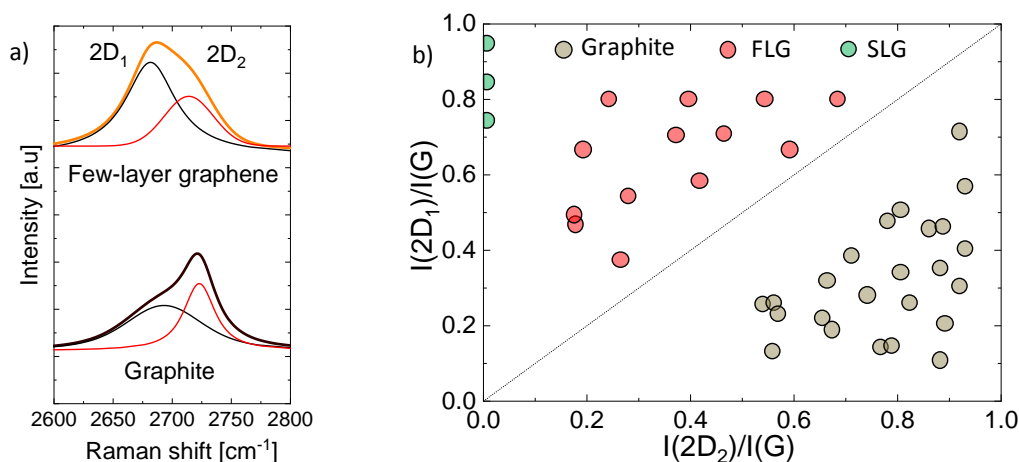 a)
2D₁ 2D₂
Few-layer graphene
Graphite
Intensity [a.u]
2600 2650 2700 2750 2800
Raman shift [cm⁻¹]
b)
Graphite FLG SLG
1.0
0.8
0.6
0.4
0.2
0.0
I(2D₁)/I(G)
0.0 0.2 0.4 0.6 0.8 1.0
I(2D₂)/I(G)